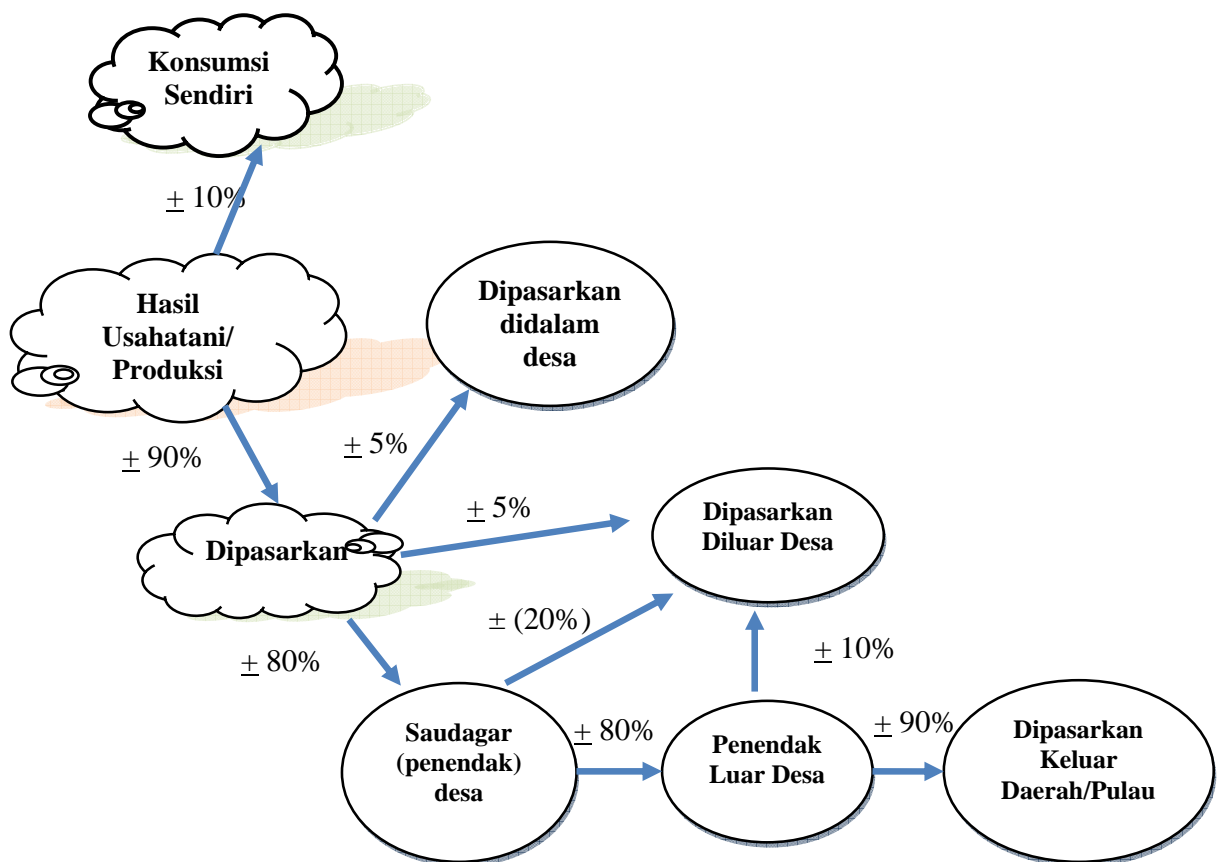 Konsumsi
Sendiri
± 10%
Hasil
Usahatani/
Produksi
Dipasarkan
didalam
desa
± 90%
± 5%
± 5%
Dipasarkan
Dipasarkan
Diluar Desa
± 80%
± (20%)
± 10%
Saudagar
(penendak)
desa
± 80%
Penendak
Luar Desa
± 90%
Dipasarkan
Keluar
Daerah/Pulau